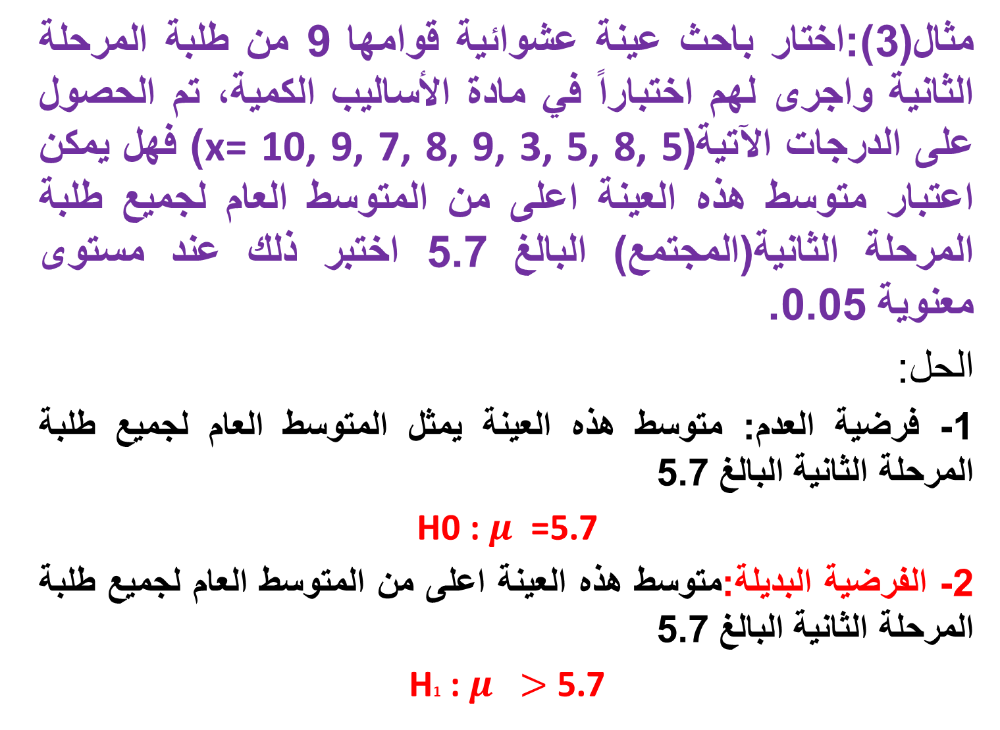 مثال(3):اختار باحث عينة عشوائية قوامها 9 من طلبة المرحلة
الثانية واجرى لهم اختباراً في مادة الأساليب الكمية، تم الحصول
على الدرجات الآتية(x= 10, 9, 7, 8, 9, 3, 5, 8, 5) فهل يمكن
اعتبار متوسط هذه العينة اعلى من المتوسط العام لجميع طلبة
المرحلة الثانية(المجتمع) البالغ 5.7 اختبر ذلك عند مستوى
معنوية 0.05.
الحل:
1- فرضية العدم: متوسط هذه العينة يمثل المتوسط العام لجميع طلبة
المرحلة الثانية البالغ 5.7
H0 : μ =5.7
2- الفرضية البديلة:متوسط هذه العينة اعلى من المتوسط العام لجميع طلبة
المرحلة الثانية البالغ 5.7
H₁ : μ > 5.7